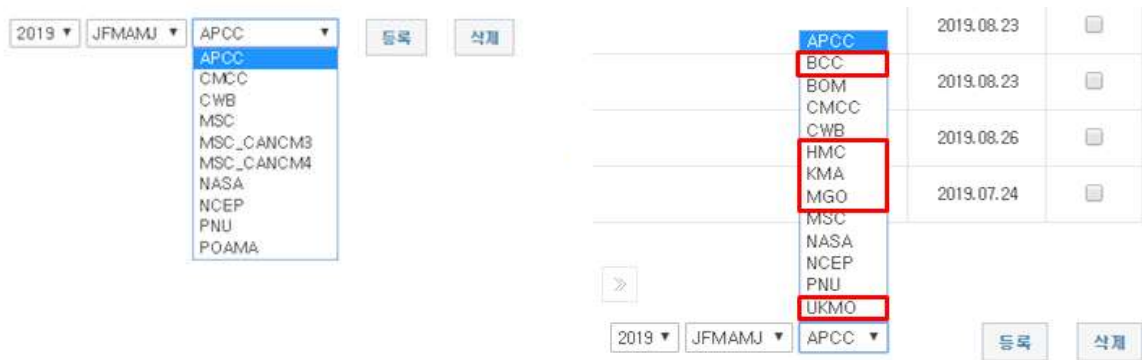 2019 ▼ JFMAMJ ▼ APCC ▼ 등록 삭제
APCC
CMCC
CWB
MSC
MSC_CANCM3
MSC_CANCM4
NASA
NCEP
PNU
POAMA
2019.08.23
2019.08.23
2019.08.26
2019.07.24
APCC
BCC
BOM
CMCC
CWB
HMC
KMA
MGO
MSC
NASA
NCEP
PNU
UKMO
»
2019 ▼ JFMAMJ ▼ APCC ▼ 등록 삭제